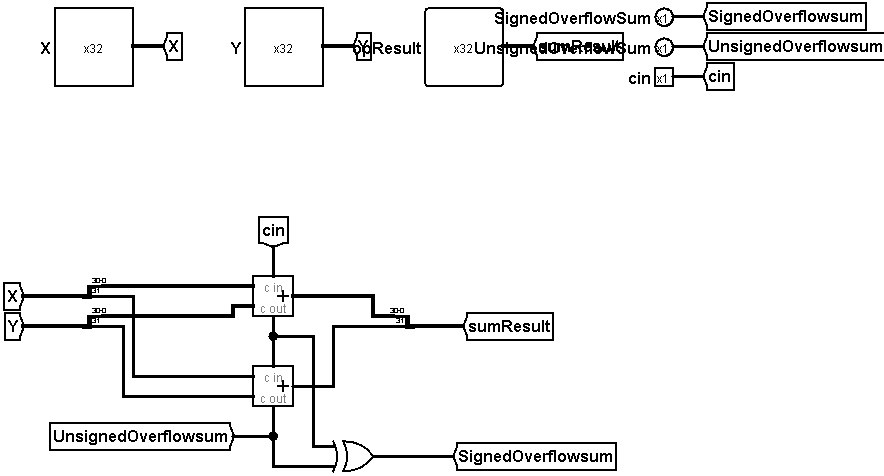 SignedOverflowSum x1 SignedOverflowsum
X x32 X Y x32 Y opResult x32 UnsignedOverflowSum sumResult x1 UnsignedOverflowsum
cin x1 cin
cin
30-0
X c in 30-0
31 +
30-0 c out
Y 31 31 sumResult
c in
+
c out
UnsignedOverflowsum
SignedOverflowsum